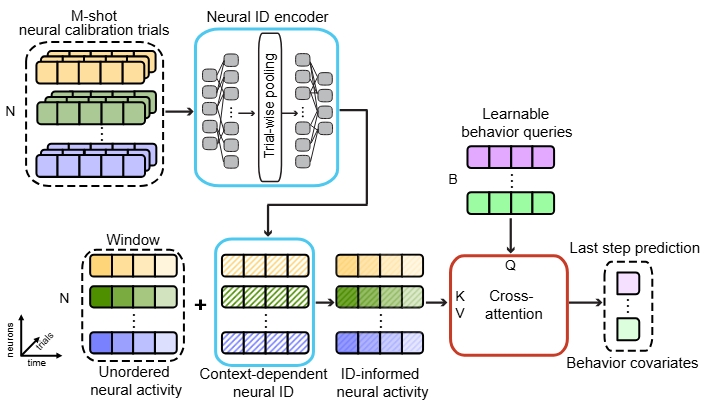 M-shot
neural calibration trials
N
Neural ID encoder
Trial-wise pooling
Learnable
behavior queries
B
Window
N
neurons
trials
time
Unordered
neural activity
+
Context-dependent
neural ID
ID-informed
neural activity
Q
K
V
Cross-
attention
Last step prediction
Behavior covariates